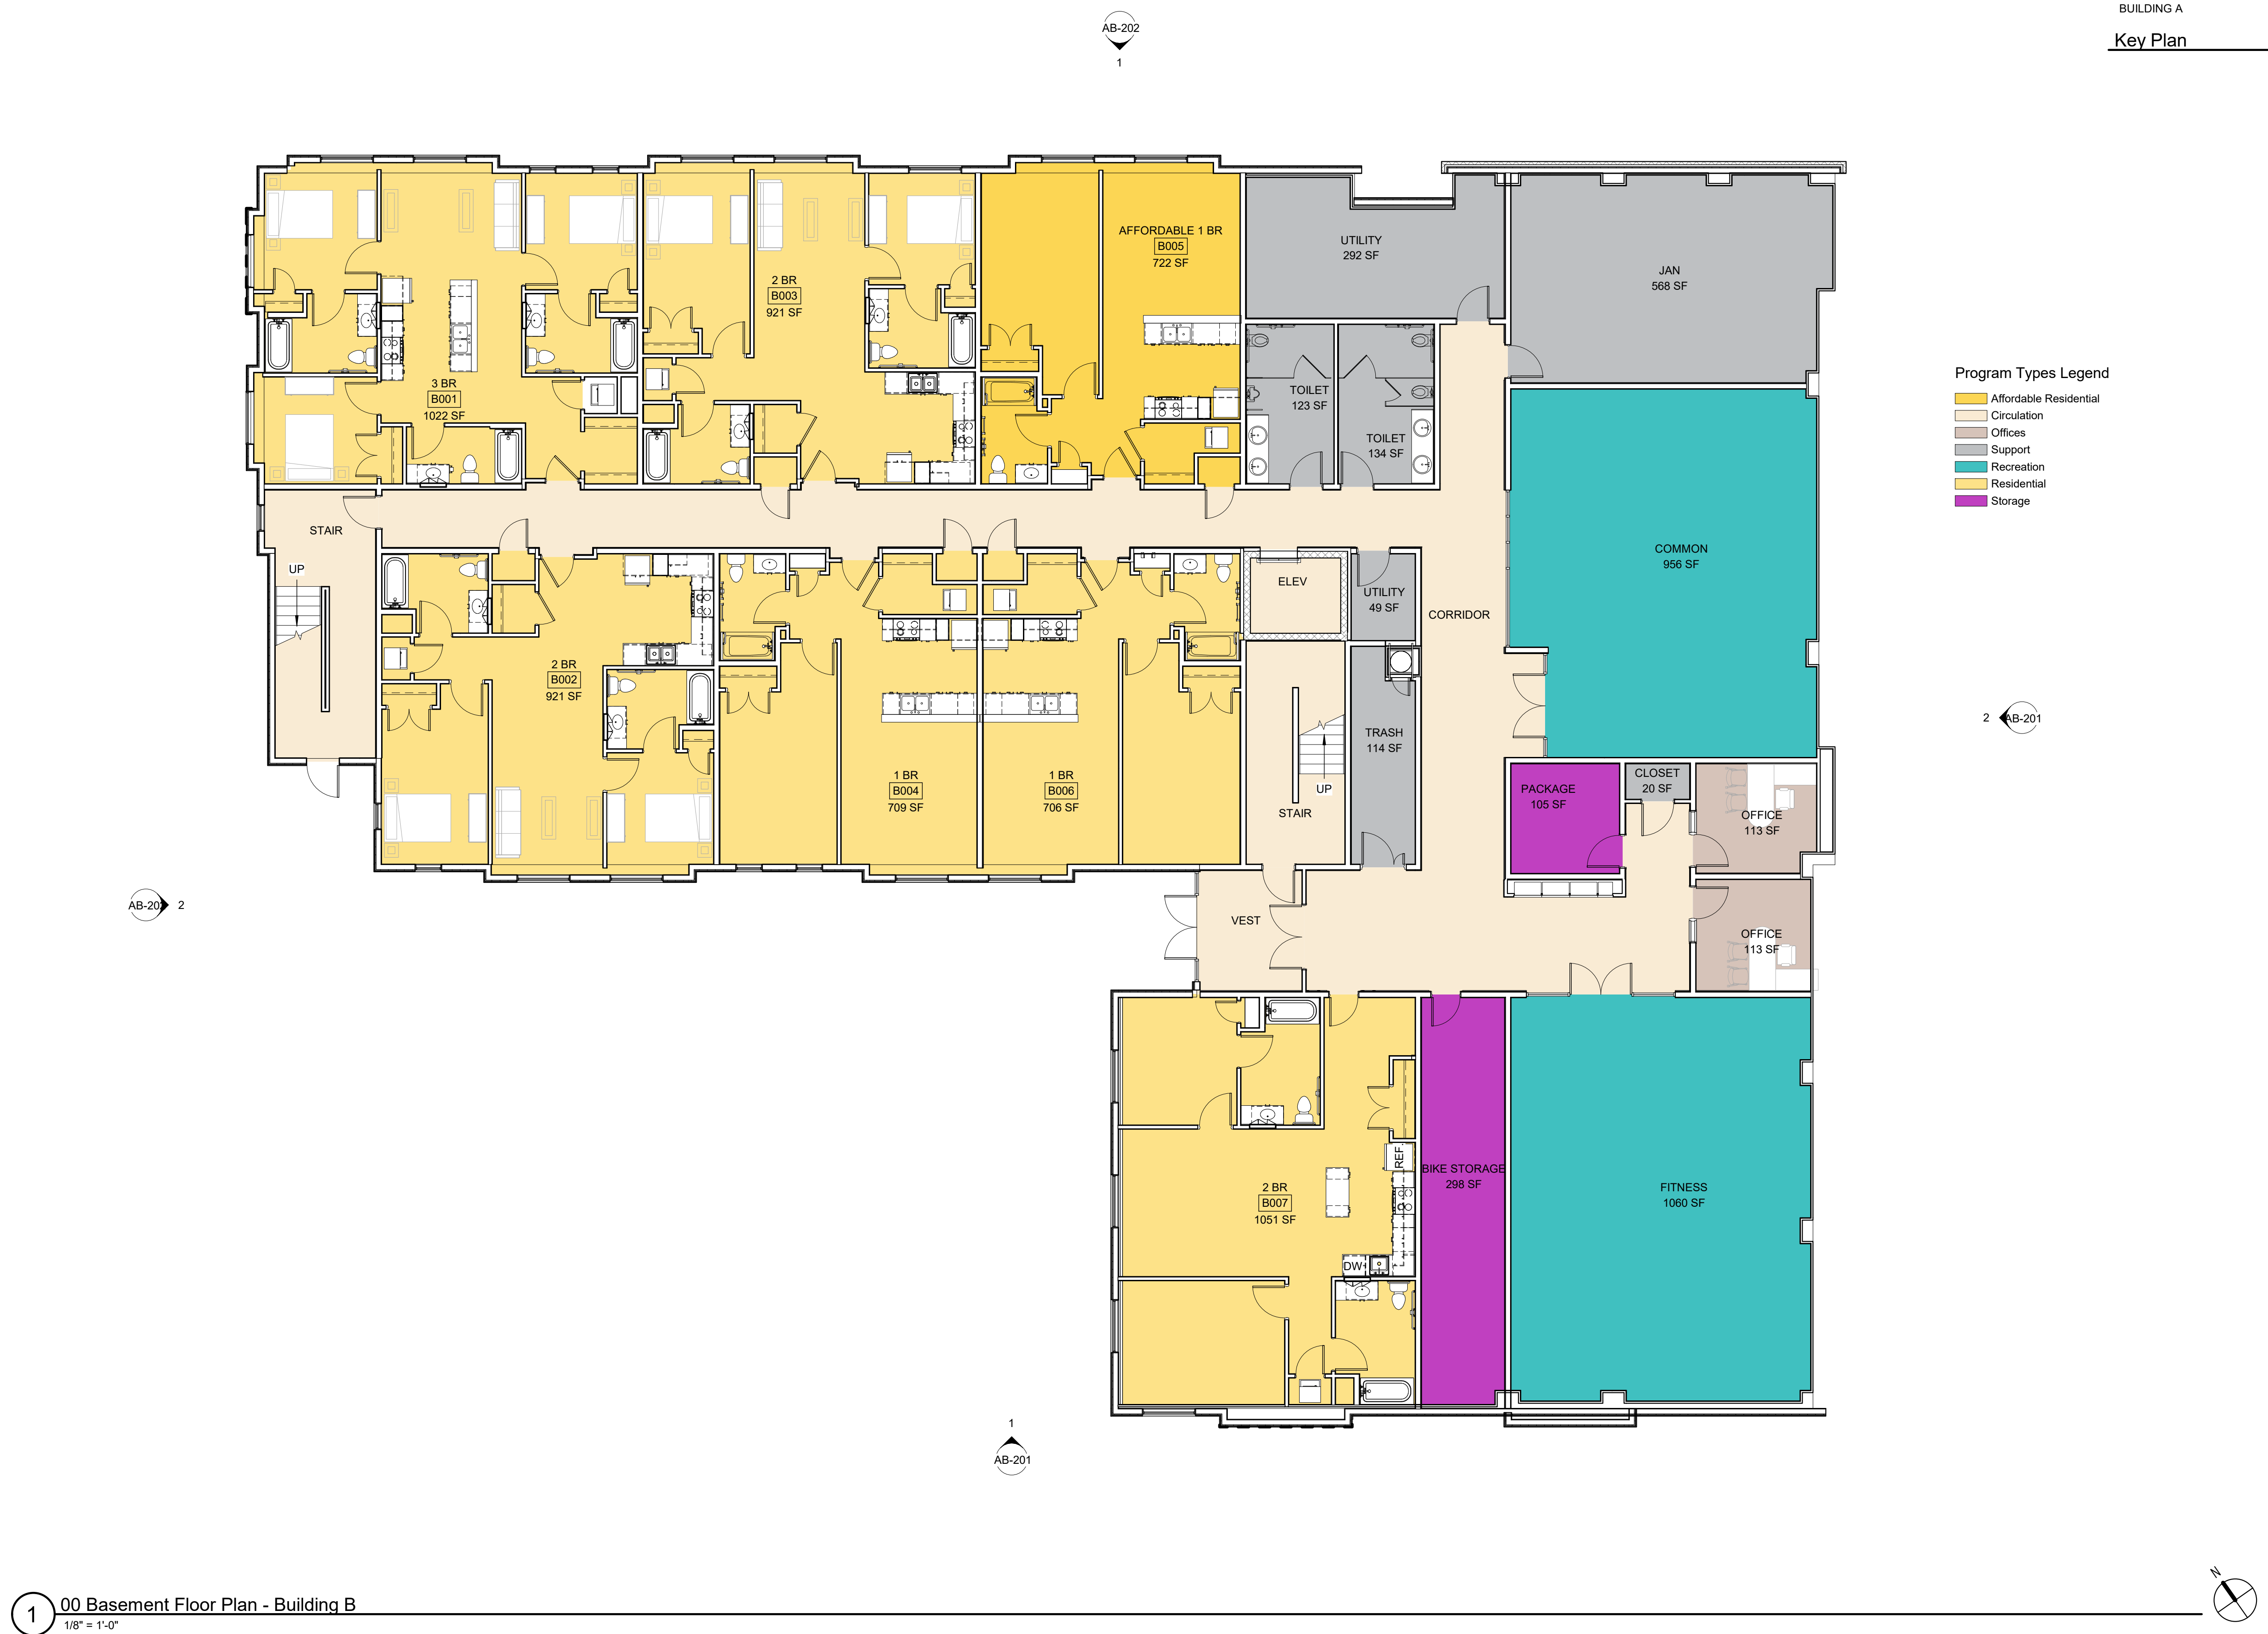 BUILDING A
Key Plan
AB-202
1
AFFORDABLE 1 BR
B005
722 SF
UTILITY
292 SF
JAN
568 SF
2 BR
B003
921 SF
3 BR
B001
1022 SF
TOILET
123 SF
TOILET
134 SF
Program Types Legend
Affordable Residential
Circulation
Offices
Support
Recreation
Residential
Storage
STAIR
UP
COMMON
956 SF
ELEV
UTILITY
49 SF
CORRIDOR
2 BR
B002
921 SF
TRASH
114 SF
2
AB-201
1 BR
B004
709 SF
1 BR
B006
706 SF
UP
STAIR
PACKAGE
105 SF
CLOSET
20 SF
OFFICE
113 SF
AB-202
2
VEST
OFFICE
113 SF
REF.
BIKE STORAGE
298 SF
2 BR
B007
1051 SF
FITNESS
1060 SF
DW
1
AB-201
N
1
00 Basement Floor Plan - Building B
1/8" = 1'-0"